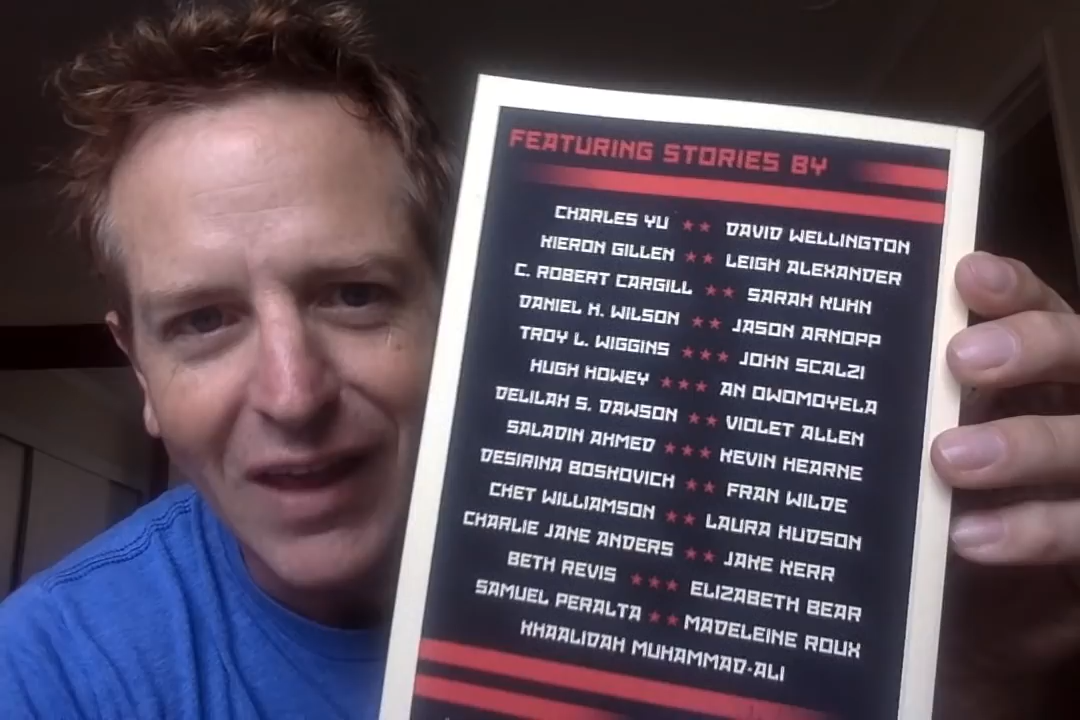 FEATURING STORIES BY
CHARLES YU ★★ DAVID WELLINGTON
KIERON GILLEN ★★ LEIGH ALEXANDER
C. ROBERT CARGILL ★★ SARAH KUHN
DANIEL H. WILSON ★★ JASON ARNOPP
TROY L. WIGGINS ★★★ JOHN SCALZI
HUGH HOWEY ★★★ AN OWOMOYELA
DELILAH S. DAWSON ★★ VIOLET ALLEN
SALADIN AHMED ★★★ KEVIN HEARNE
DESIRINA BOSKOVICH ★★ FRAN WILDE
CHET WILLIAMSON ★★ LAURA HUDSON
CHARLIE JANE ANDERS ★★ JAKE KERR
BETH REVIS ★★★ ELIZABETH BEAR
SAMUEL PERALTA ★★ MADELEINE ROUX
KHAALIDAH MUHAMMAD-ALI